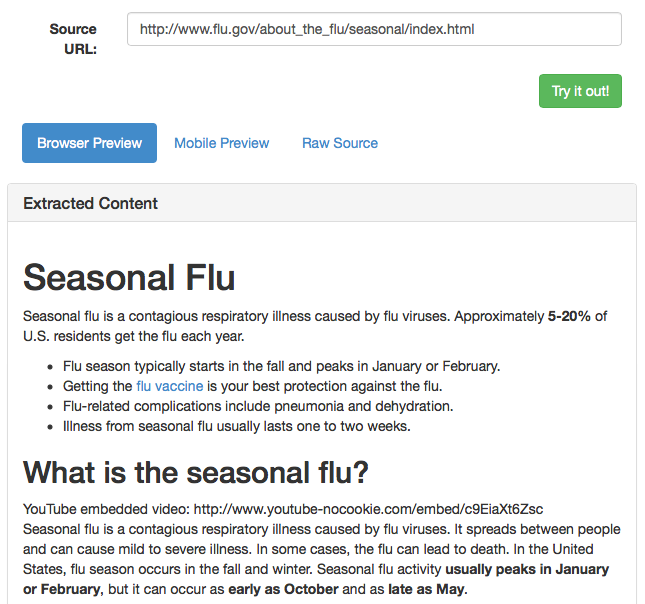 Source URL:
http://www.flu.gov/about_the_flu/seasonal/index.html
Try it out!
Browser Preview
Mobile Preview
Raw Source
Extracted Content
Seasonal Flu
Seasonal flu is a contagious respiratory illness caused by flu viruses. Approximately 5-20% of
U.S. residents get the flu each year.
• Flu season typically starts in the fall and peaks in January or February.
• Getting the flu vaccine is your best protection against the flu.
• Flu-related complications include pneumonia and dehydration.
• Illness from seasonal flu usually lasts one to two weeks.
What is the seasonal flu?
YouTube embedded video: http://www.youtube-nocookie.com/embed/c9EiaXt6Zsc
Seasonal flu is a contagious respiratory illness caused by flu viruses. It spreads between people
and can cause mild to severe illness. In some cases, the flu can lead to death. In the United
States, flu season occurs in the fall and winter. Seasonal flu activity usually peaks in January
or February, but it can occur as early as October and as late as May.